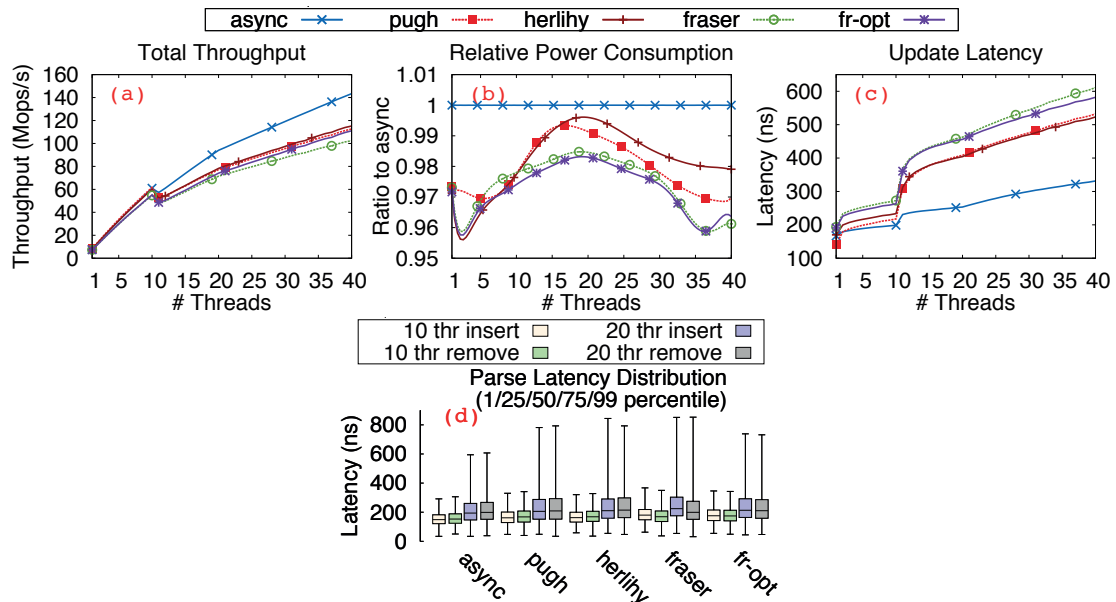 async pugh herlihy fraser fr-opt
Total Throughput
Throughput (Mops/s)
(a)
160
140
120
100
80
60
40
20
0
1 5 10 15 20 25 30 35 40
# Threads
Relative Power Consumption
Ratio to async
(b)
1.01
1
0.99
0.98
0.97
0.96
0.95
1 5 10 15 20 25 30 35 40
# Threads
Update Latency
Latency (ns)
(c)
600
500
400
300
200
100
1 5 10 15 20 25 30 35 40
# Threads
10 thr insert 20 thr insert
10 thr remove 20 thr remove
Parse Latency Distribution
(1/25/50/75/99 percentile)
Latency (ns)
(d)
800
600
400
200
0
async pugh herlihy fraser fr-opt